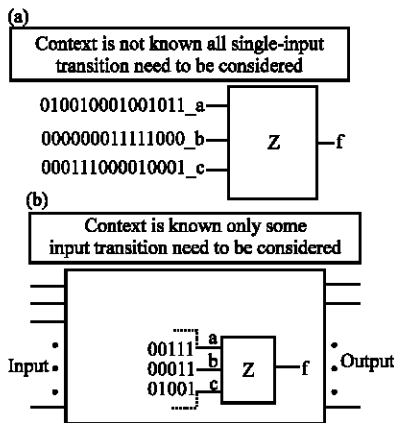 (a)
Context is not known all single-input
transition need to be considered
010010001001011_a
000000011111000_b
000111000010001_c
Z
f
(b)
Context is known only some
input transition need to be considered
Input
00111 a
00011 b
01001 c
Z
f
Output